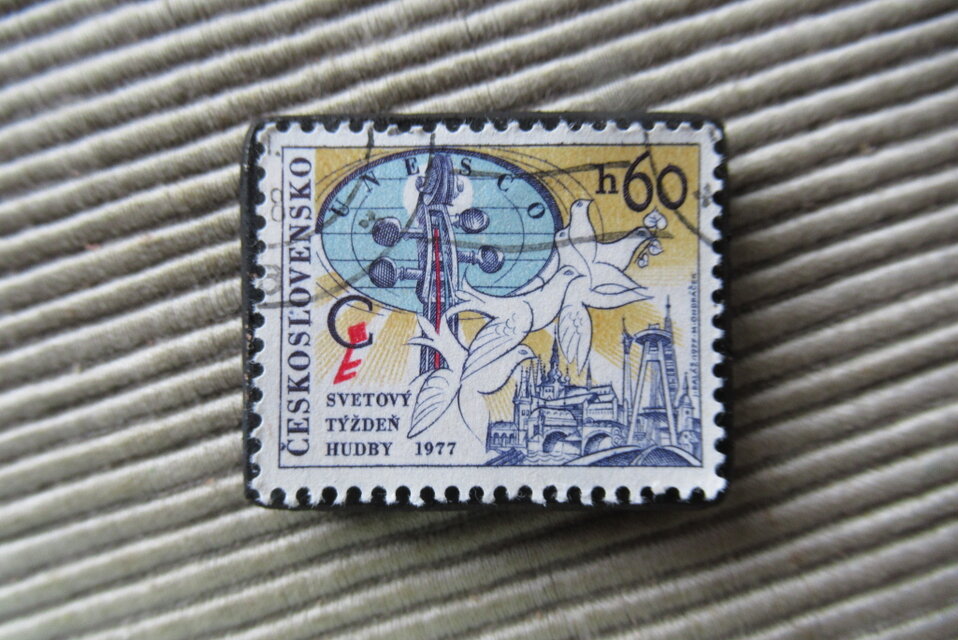 ČESKOSLOVENSKO
UNESCO
h60
SVETOVÝ
TÝŽDEŇ
HUDBY 1977